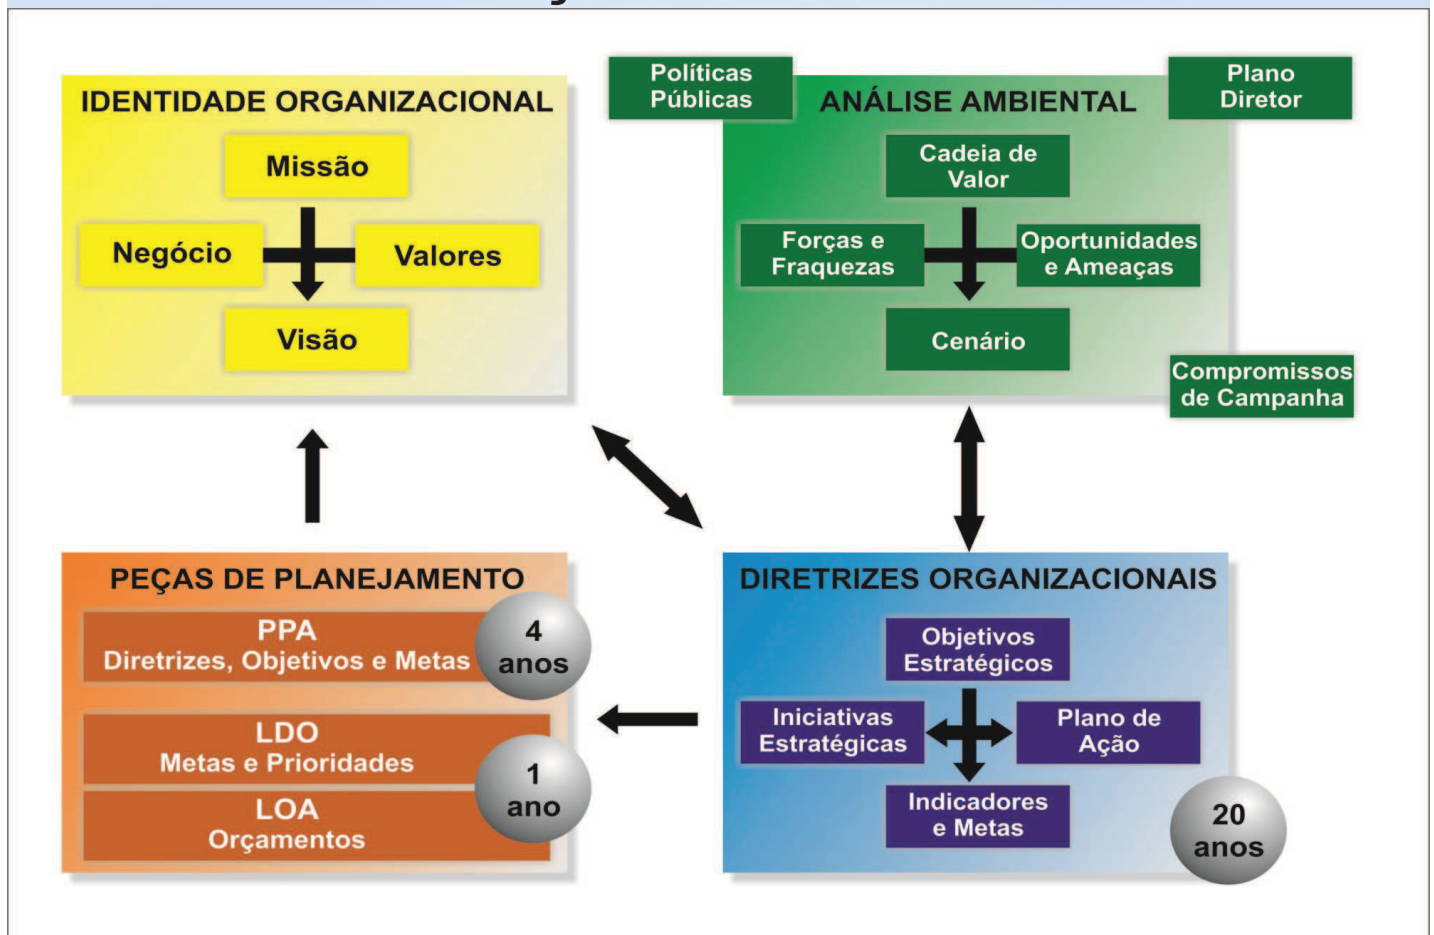 IDENTIDADE ORGANIZACIONAL
Missão
Negócio
Valores
Visão
Políticas
Públicas
ANÁLISE AMBIENTAL
Plano
Diretor
Cadeia de
Valor
Forças e
Fraquezas
Oportunidades
e Ameaças
Cenário
Compromissos
de Campanha
PEÇAS DE PLANEJAMENTO
PPA
Diretrizes, Objetivos e Metas
4
anos
LDO
Metas e Prioridades
LOA
Orçamentos
1
ano
DIRETRIZES ORGANIZACIONAIS
Objetivos
Estratégicos
Iniciativas
Estratégicas
Plano de
Ação
Indicadores
e Metas
20
anos